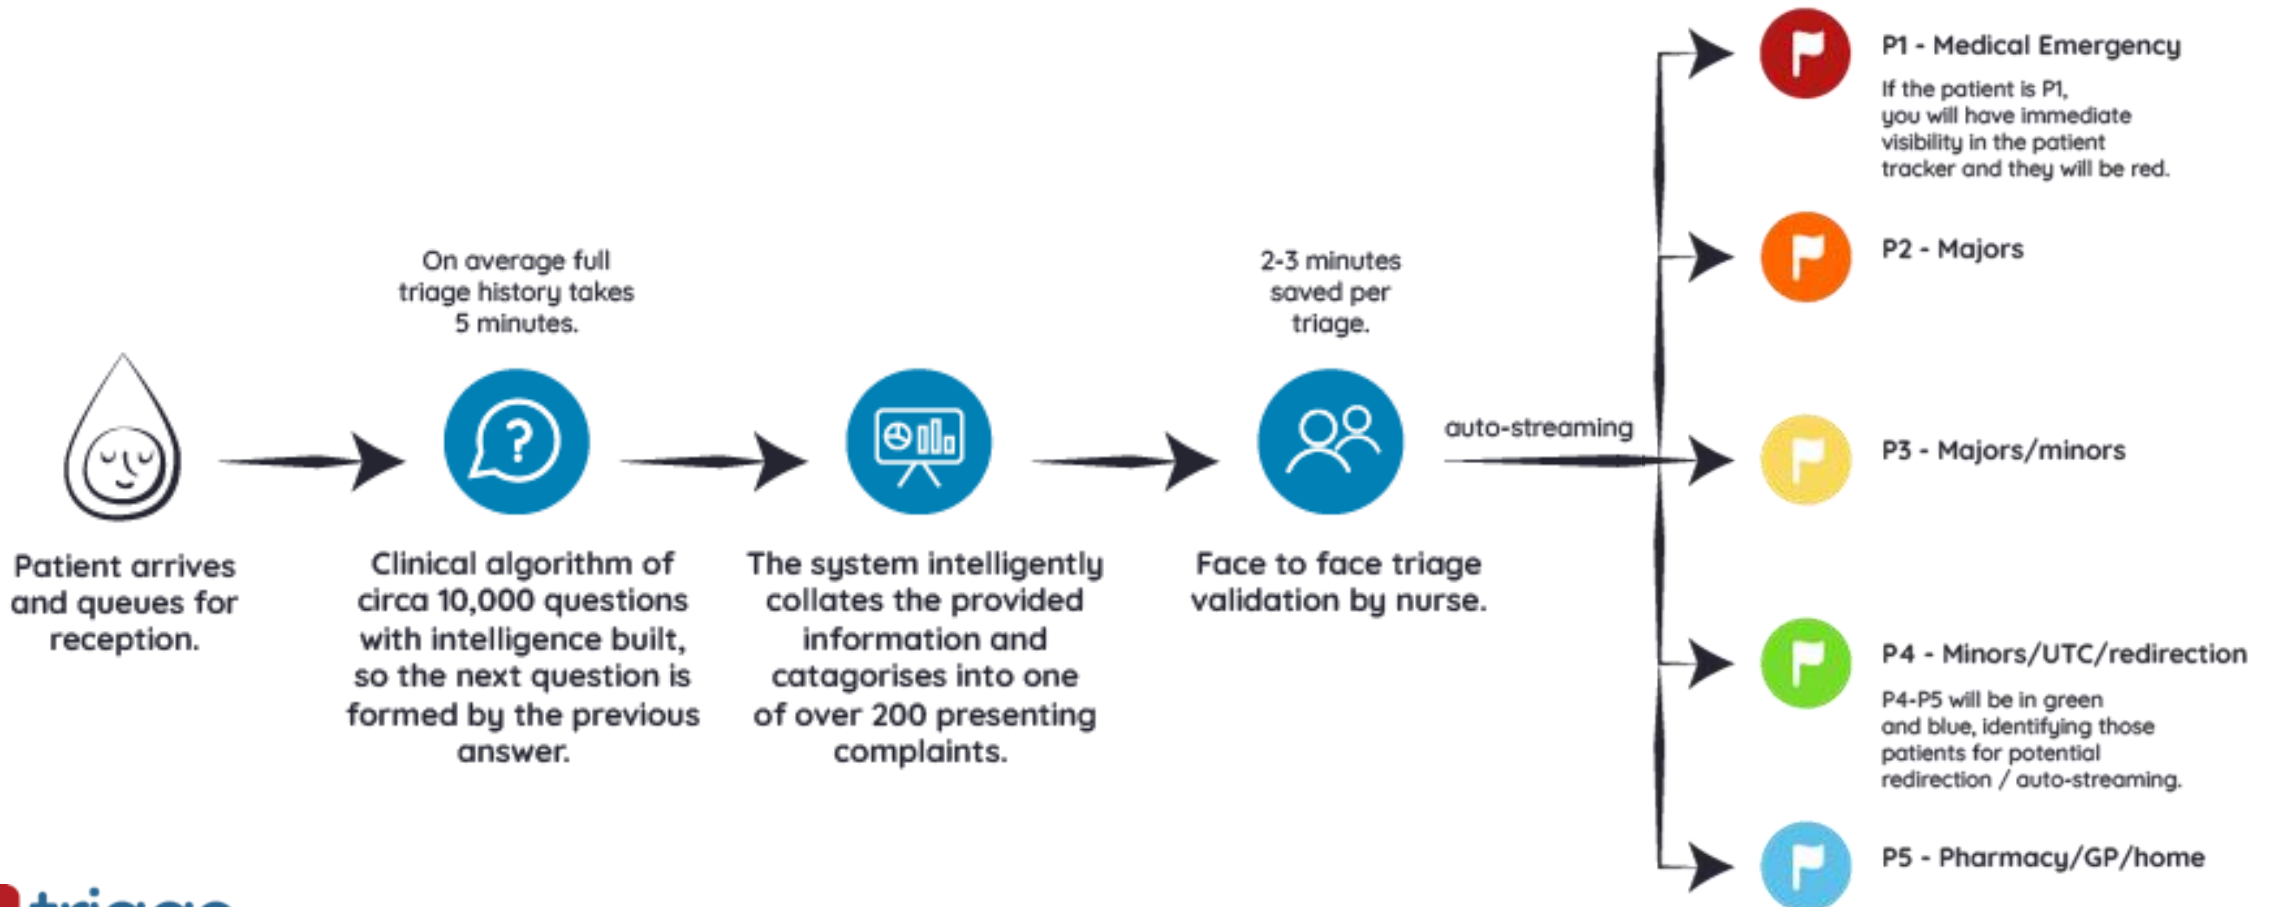 Patient arrives
and queues for
reception.
On average full
triage history takes
5 minutes.
Clinical algorithm of
circa 10,000 questions
with intelligence built,
so the next question is
formed by the previous
answer.
The system intelligently
collates the provided
information and
catagorises into one
of over 200 presenting
complaints.
2-3 minutes
saved per
triage.
Face to face triage
validation by nurse.
auto-streaming
P1 - Medical Emergency
If the patient is P1,
you will have immediate
visibility in the patient
tracker and they will be red.
P2 - Majors
P3 - Majors/minors
P4 - Minors/UTC/redirection
P4-P5 will be in green
and blue, identifying those
patients for potential
redirection / auto-streaming.
P5 - Pharmacy/GP/home
triage